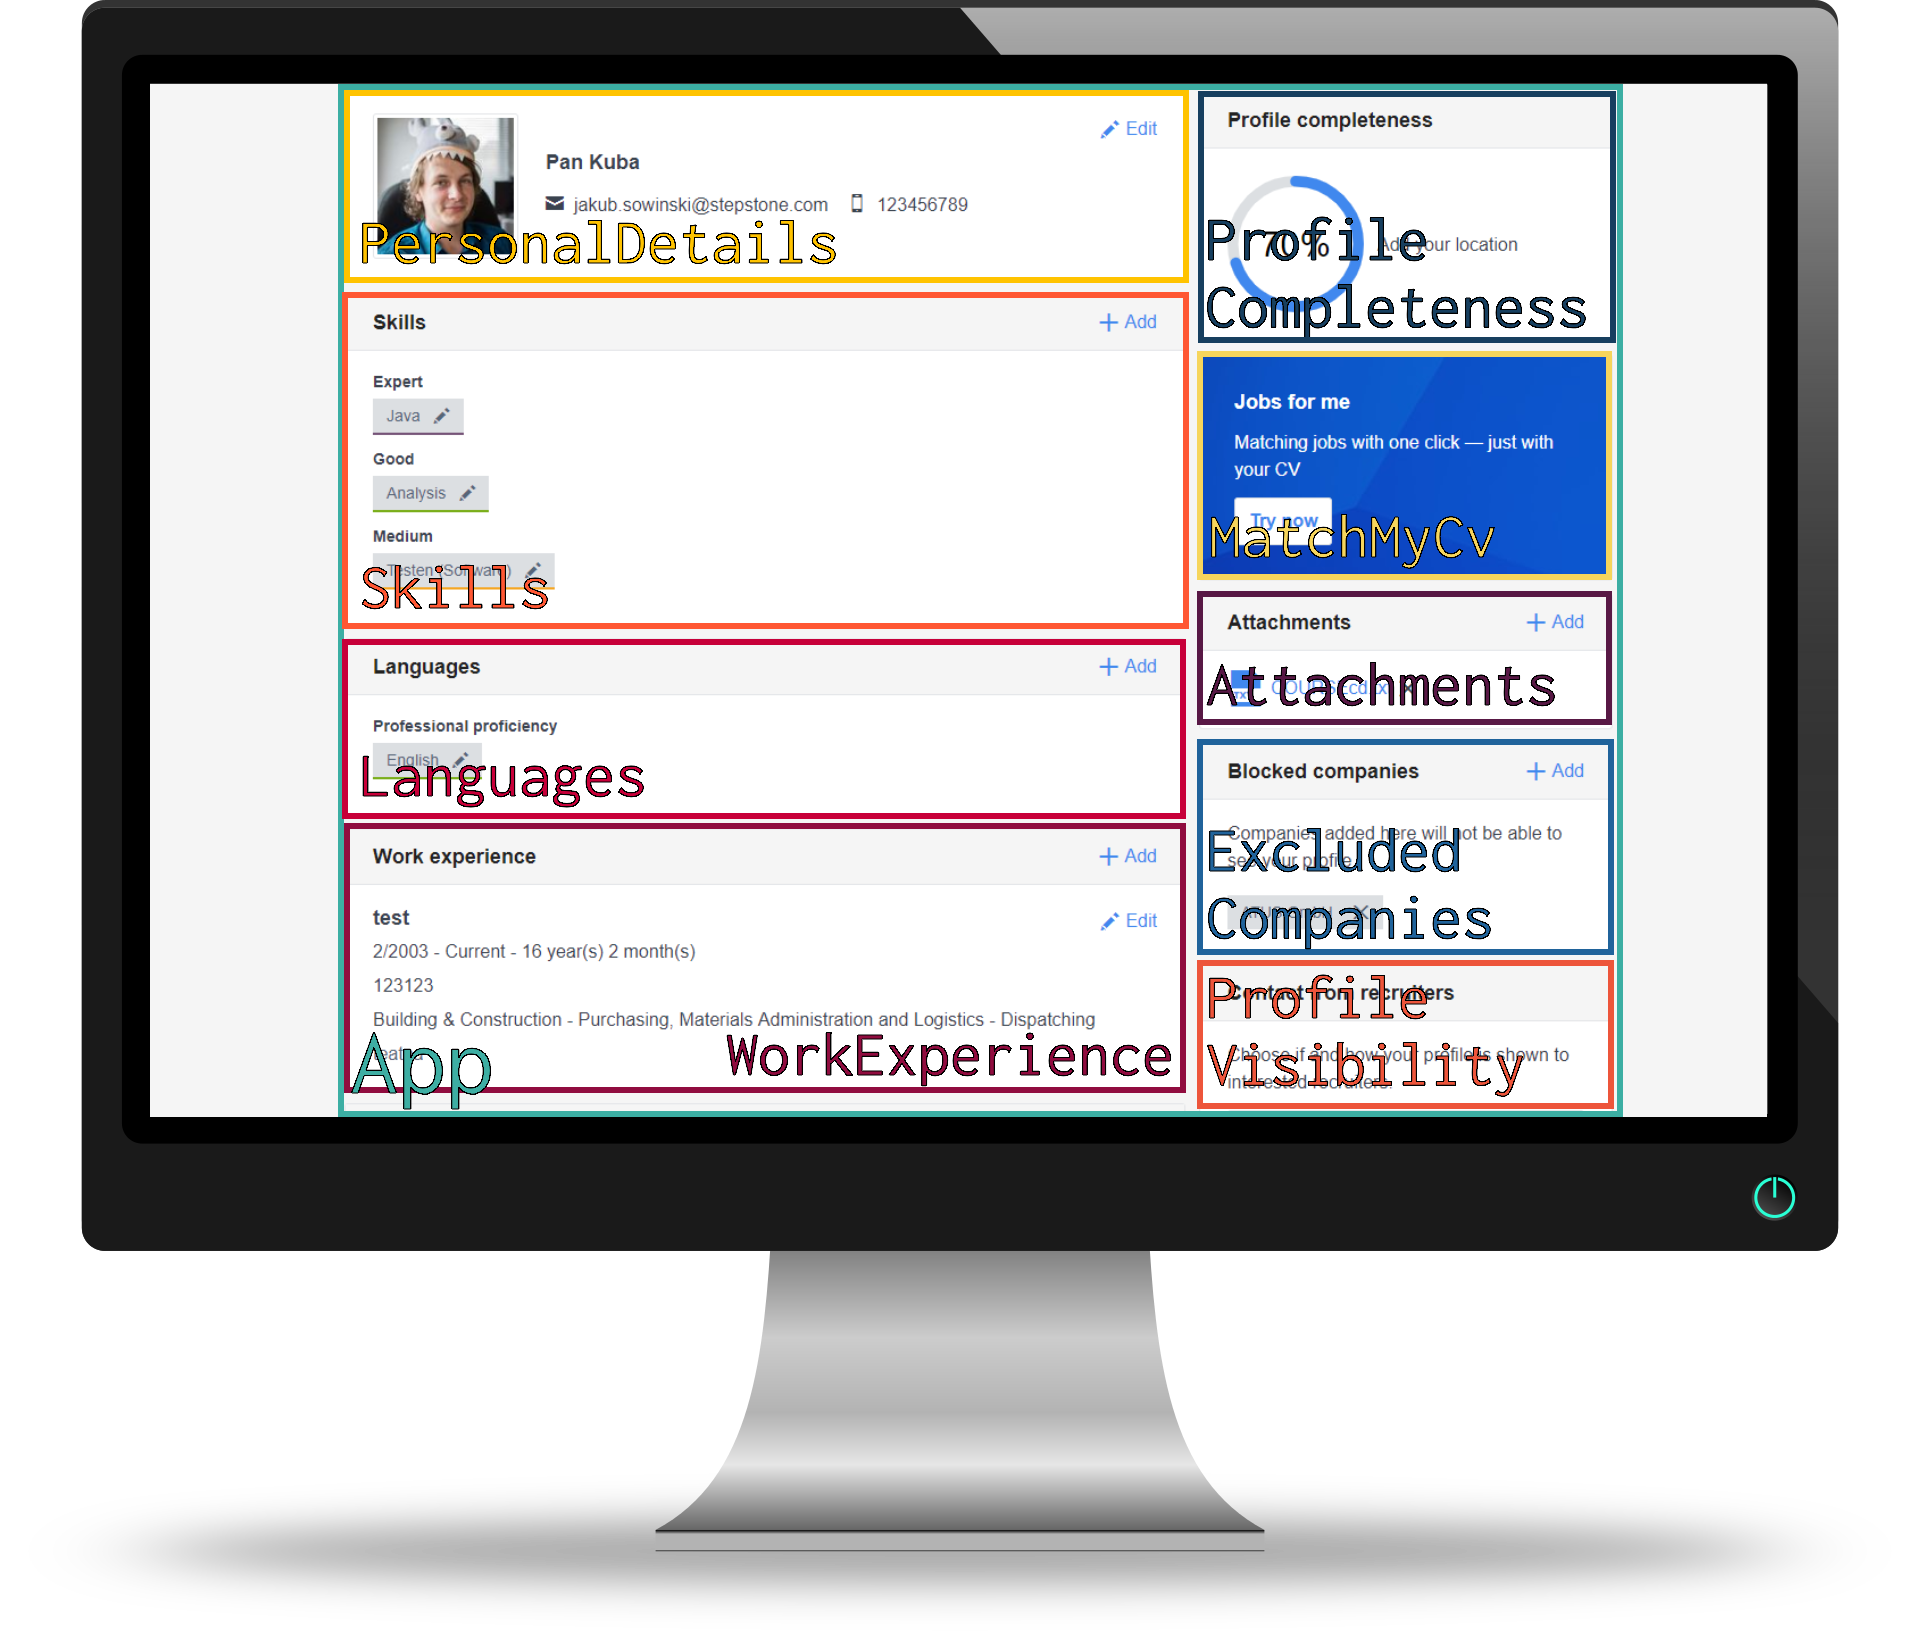 Edit
Pan Kuba
jakub.sowinski@stepstone.com 123456789
PersonalDetails
Skills
Add
Expert
Java
Good
Analysis
Medium
Testen (Software)
Skills
Languages
Add
Professional proficiency
English
Languages
Work experience
Add
test
Edit
2/2003 - Current - 16 year(s) 2 month(s)
123123
Building & Construction - Purchasing, Materials Administration and Logistics - Dispatching
WorkExperience
App
Profile completeness
70%
Add your location
Profile
Completeness
Jobs for me
Matching jobs with one click — just with
your CV
Try now
MatchMyCv
Attachments
Add
Attachments
Blocked companies
Add
Companies added here will not be able to
see your profile
Excluded
Companies
Contact from recruiters
Profile
Choose if and how your profile is shown to
interested recruiters.
Visibility